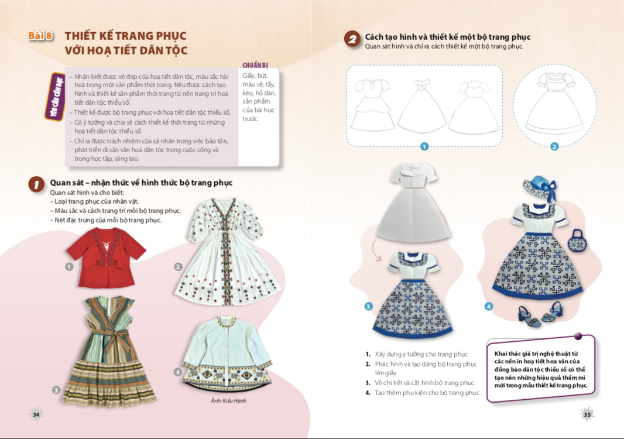 Bài 8
THIẾT KẾ TRANG PHỤC
VỚI HOẠ TIẾT DÂN TỘC
YÊU CẦU CẦN ĐẠT
– Nhận biết được vẻ đẹp của hoạ tiết dân tộc, màu sắc hài
hoà trong một sản phẩm thời trang. Nêu được cách tạo
hình và thiết kế sản phẩm thời trang từ nền trang trí hoạ
tiết dân tộc thiểu số.
– Thiết kế được bộ trang phục với hoạ tiết dân tộc thiểu số.
– Có ý tưởng và chia sẻ cách thiết kế thời trang từ những
hoạ tiết dân tộc thiểu số.
– Chỉ ra được trách nhiệm của cá nhân trong việc bảo tồn,
phát triển di sản văn hoá dân tộc trong cuộc sống và
trong học tập, sáng tạo.
CHUẨN BỊ
Giấy, bút,
màu vẽ, tẩy,
kéo, hồ dán,
sản phẩm
của bài học
trước.
1 Quan sát – nhận thức về hình thức bộ trang phục
Quan sát hình và cho biết:
– Loại trang phục của nhân vật.
– Màu sắc và cách trang trí mỗi bộ trang phục.
– Nét đặc trưng của mỗi bộ trang phục.
1
2
3
4
Ảnh: Kiều Hạnh
34
2 Cách tạo hình và thiết kế một bộ trang phục
Quan sát hình và chỉ ra cách thiết kế một bộ trang phục.
1
2
3
4
1. Xây dựng ý tưởng cho trang phục.
2. Phác hình và tạo dáng bộ trang phục
lên giấy.
3. Vẽ chi tiết và cắt hình bộ trang phục.
4. Tạo thêm phụ kiện cho bộ trang phục.
Khai thác giá trị nghệ thuật từ
các nền in hoạ tiết hoa văn của
đồng bào dân tộc thiểu số có thể
tạo nên những hiệu quả thẩm mĩ
mới trong mẫu thiết kế trang phục.
35